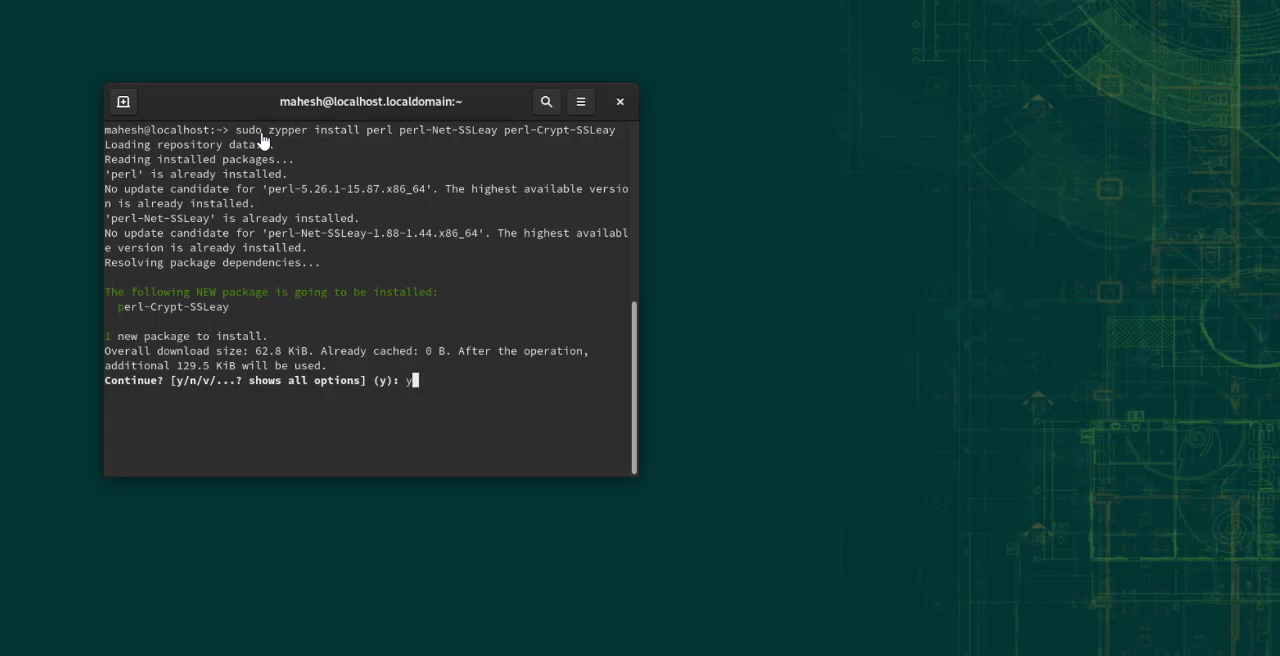 mahesh@localhost.localdomain:~
mahesh@localhost:~> sudo zypper install perl perl-Net-SSLeay perl-Crypt-SSLeay
Loading repository data
Reading installed packages...
'perl' is already installed.
No update candidate for 'perl-5.26.1-15.87.x86_64'. The highest available versio
n is already installed.
'perl-Net-SSLeay' is already installed.
No update candidate for 'perl-Net-SSLeay-1.88-1.44.x86_64'. The highest availabl
e version is already installed.
Resolving package dependencies...
The following NEW package is going to be installed:
perl-Crypt-SSLeay
1 new package to install.
Overall download size: 62.8 KiB. Already cached: 0 B. After the operation,
additional 129.5 KiB will be used.
Continue? [y/n/v/...? shows all options] (y): y